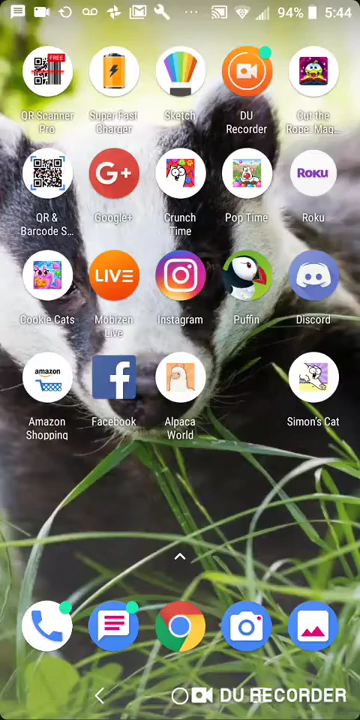 94% 5:44
FREE
QR Scanner
Pro
Super Fast
Charger
Sketch
DU
Recorder
Cut the
Rope: Mag...
G+
Roku
QR &
Barcode S...
Google+
Crunch
Time
Pop Time
Roku
LIVE
Cookie Cats
Mobizen
Live
Instagram
Puffin
Discord
amazon
Amazon
Shopping
Facebook
Alpaca
World
Simon's Cat
DU RECORDER